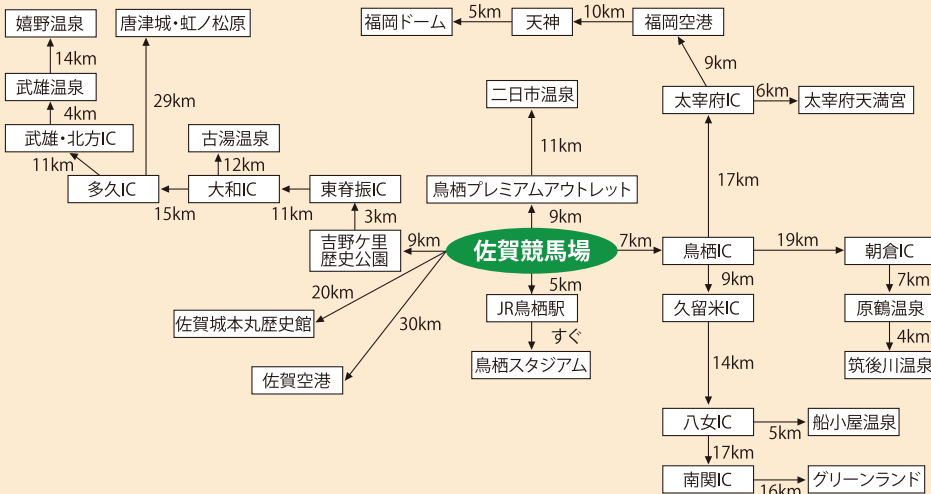 嬉野温泉
唐津城・虹ノ松原
福岡ドーム
5km
天神
10km
福岡空港
14km
9km
武雄温泉
29km
二日市温泉
太宰府IC
6km
太宰府天満宮
4km
武雄・北方IC
古湯温泉
11km
12km
11km
17km
多久IC
大和IC
東脊振IC
鳥栖プレミアムアウトレット
15km
11km
3km
9km
吉野ケ里
歴史公園
9km
佐賀競馬場
7km
鳥栖IC
19km
朝倉IC
5km
9km
7km
20km
JR鳥栖駅
久留米IC
原鶴温泉
佐賀城本丸歴史館
30km
すぐ
4km
鳥栖スタジアム
14km
筑後川温泉
佐賀空港
八女IC
5km
船小屋温泉
17km
南関IC
16km
グリーンランド